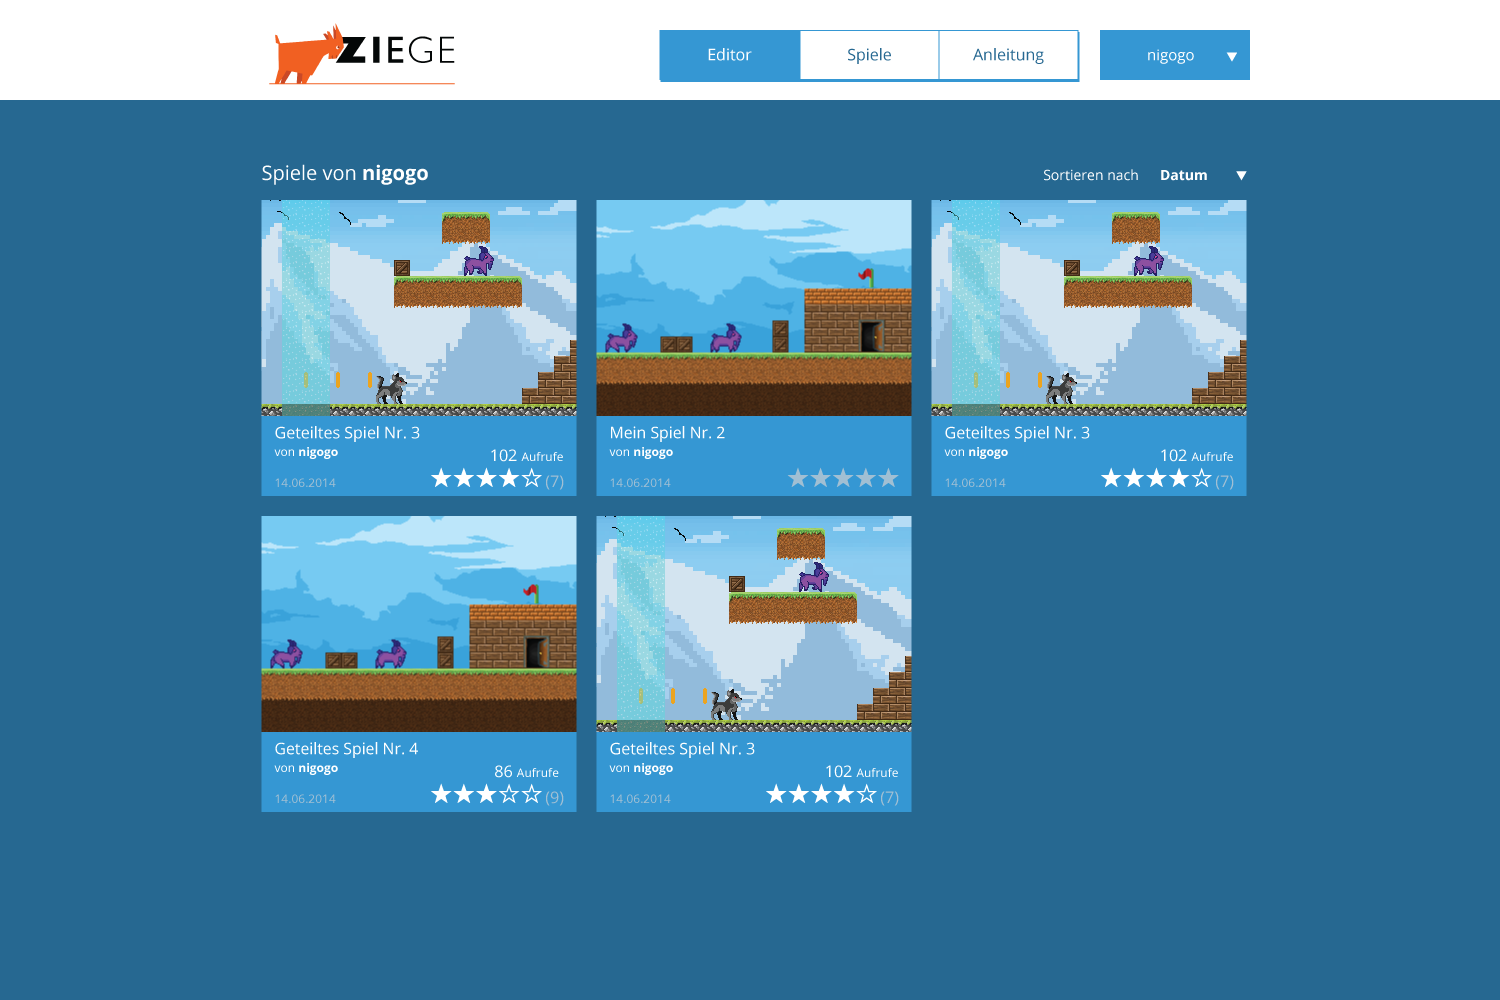 ZIEGE
Editor
Spiele
Anleitung
nigogo ▼
Spiele von nigogo
Sortieren nach Datum ▼
Geteiltes Spiel Nr. 3
von nigogo
102 Aufrufe
14.06.2014
★★★★☆ (7)
Mein Spiel Nr. 2
von nigogo
14.06.2014
★★★★★
Geteiltes Spiel Nr. 3
von nigogo
102 Aufrufe
14.06.2014
★★★★☆ (7)
Geteiltes Spiel Nr. 4
von nigogo
86 Aufrufe
14.06.2014
★★★☆☆ (9)
Geteiltes Spiel Nr. 3
von nigogo
102 Aufrufe
14.06.2014
★★★★☆ (7)